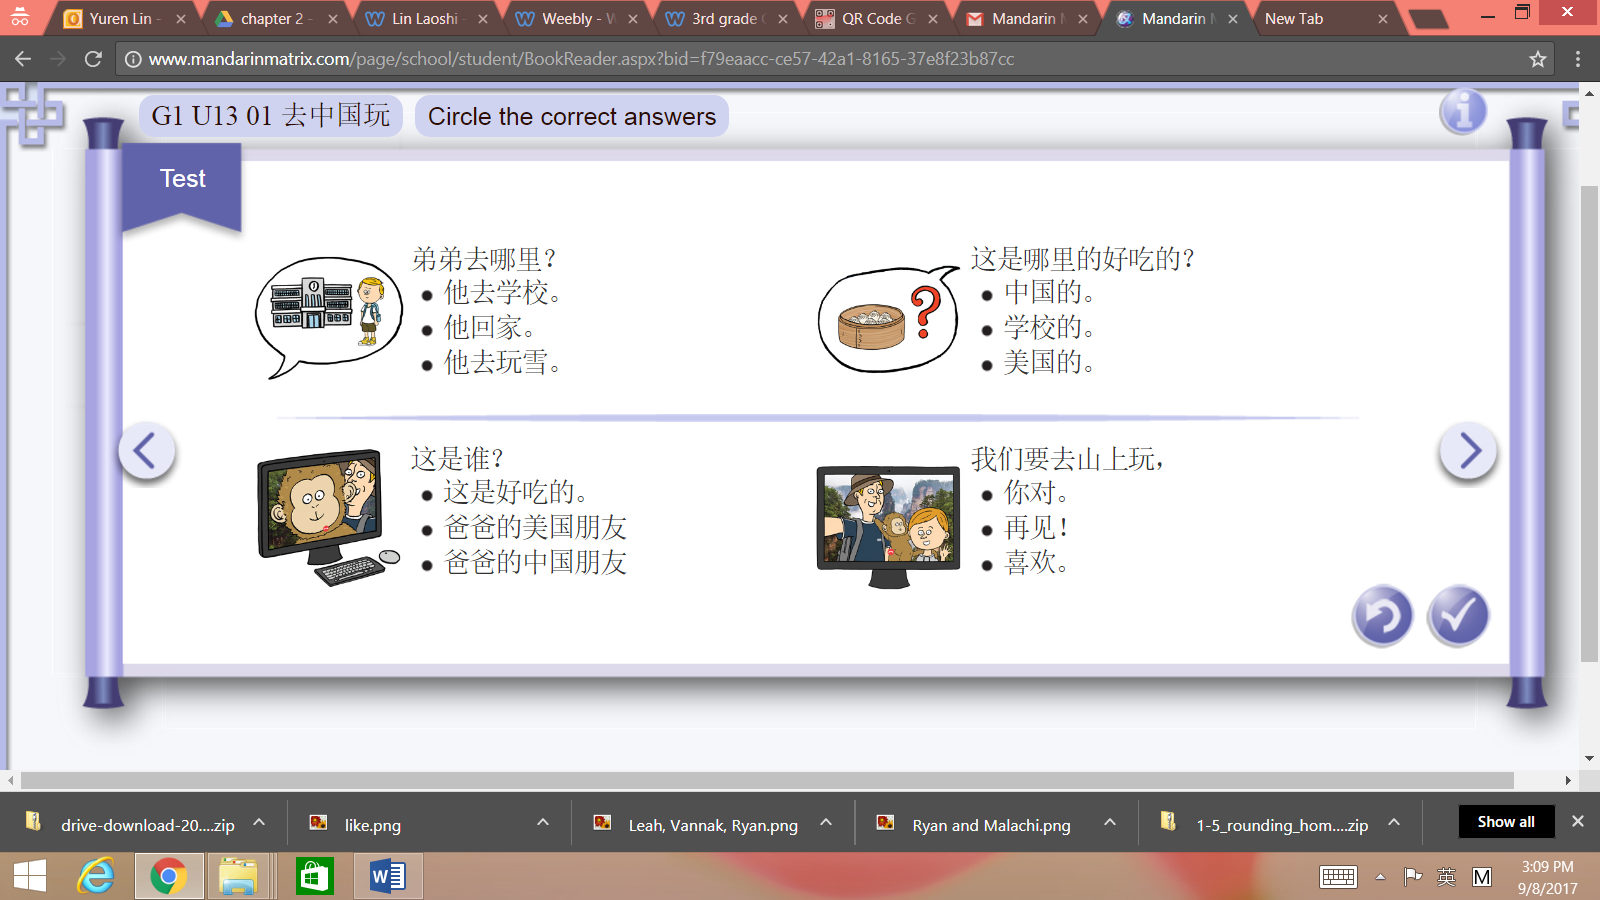 Yuren Lin -
chapter 2 -
Lin Laoshi -
Weebly - W
3rd grade
QR Code G
Mandarin M
Mandarin M
New Tab
www.mandarinmatrix.com/page/school/student/BookReader.aspx?bid=f79eaacc-ce57-42a1-8165-37e8f23b87cc
G1 U13 01 去中国玩
Circle the correct answers
Test
弟弟去哪里？
他去学校。
他回家。
他去玩雪。
这是哪里的好吃的？
中国的。
学校的。
美国的。
这是谁？
这是好吃的。
爸爸的美国朋友
爸爸的中国朋友
我们要去山上玩，
你对。
再见！
喜欢。
drive-download-20....zip
like.png
Leah, Vannak, Ryan.png
Ryan and Malachi.png
1-5_rounding_hom....zip
Show all
英
M
3:09 PM
9/8/2017